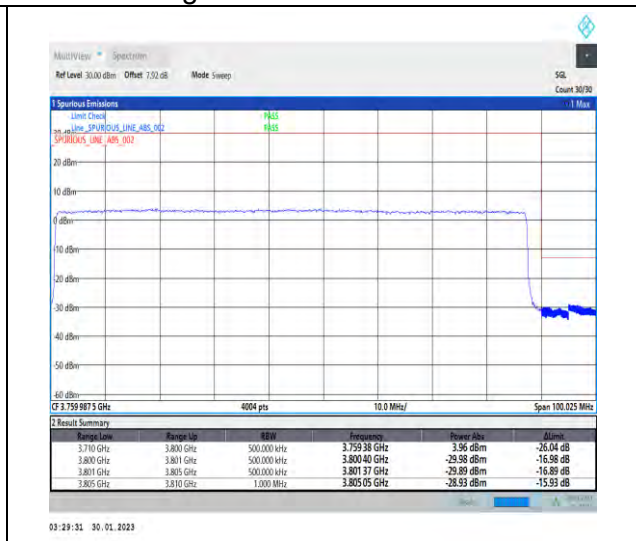 MultiView Spectrum
Ref Level 30.00 dBm Offset 7.92 dB Mode Sweep SGL
Count 30/30
1 Spurious Emissions 1 Max
Limit Check PASS
Line _SPURIOUS_LINE_ABS_002 PASS
_SPURIOUS_LINE_ABS_002
20 dBm
10 dBm
0 dBm
-10 dBm
-20 dBm
-30 dBm
-40 dBm
-50 dBm
-60 dBm
CF 3.759 987 5 GHz 4004 pts 10.0 MHz/ Span 100.025 MHz
2 Result Summary
Range Low Range Up RBW Frequency Power Abs ΔLimit
3.710 GHz 3.800 GHz 500.000 kHz 3.759 38 GHz 3.96 dBm -26.04 dB
3.800 GHz 3.801 GHz 500.000 kHz 3.800 40 GHz -29.98 dBm -16.98 dB
3.801 GHz 3.805 GHz 500.000 kHz 3.801 37 GHz -29.89 dBm -16.89 dB
3.805 GHz 3.810 GHz 1.000 MHz 3.805 05 GHz -28.93 dBm -15.93 dB
03:29:31 30.01.2023